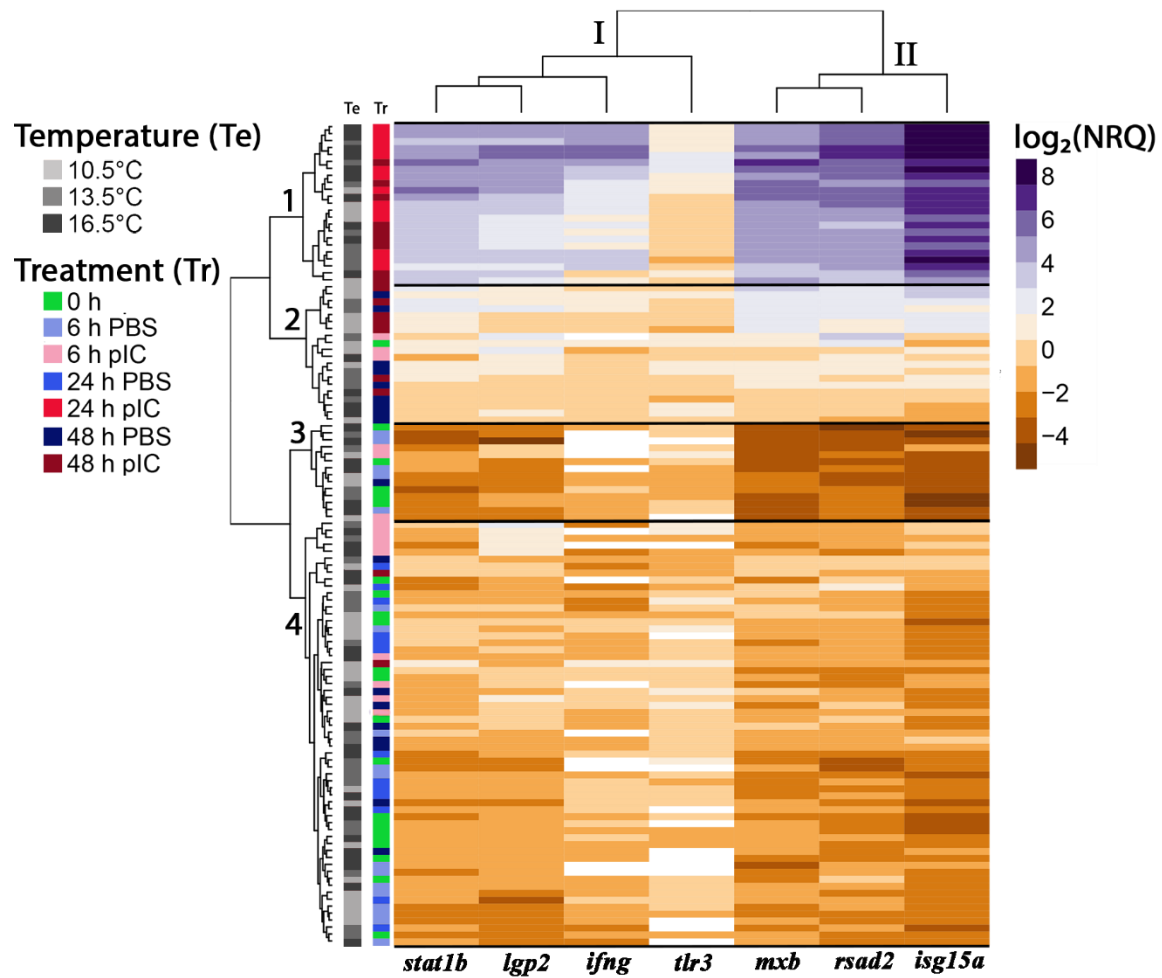 I
II
Te Tr
Temperature (Te)
10.5°C
13.5°C
16.5°C
Treatment (Tr)
0 h
6 h PBS
6 h pIC
24 h PBS
24 h pIC
48 h PBS
48 h pIC
1
2
3
4
log₂(NRQ)
8
6
4
2
0
−2
−4
stat1b lgp2 ifng tlr3 mxb rsad2 isg15a